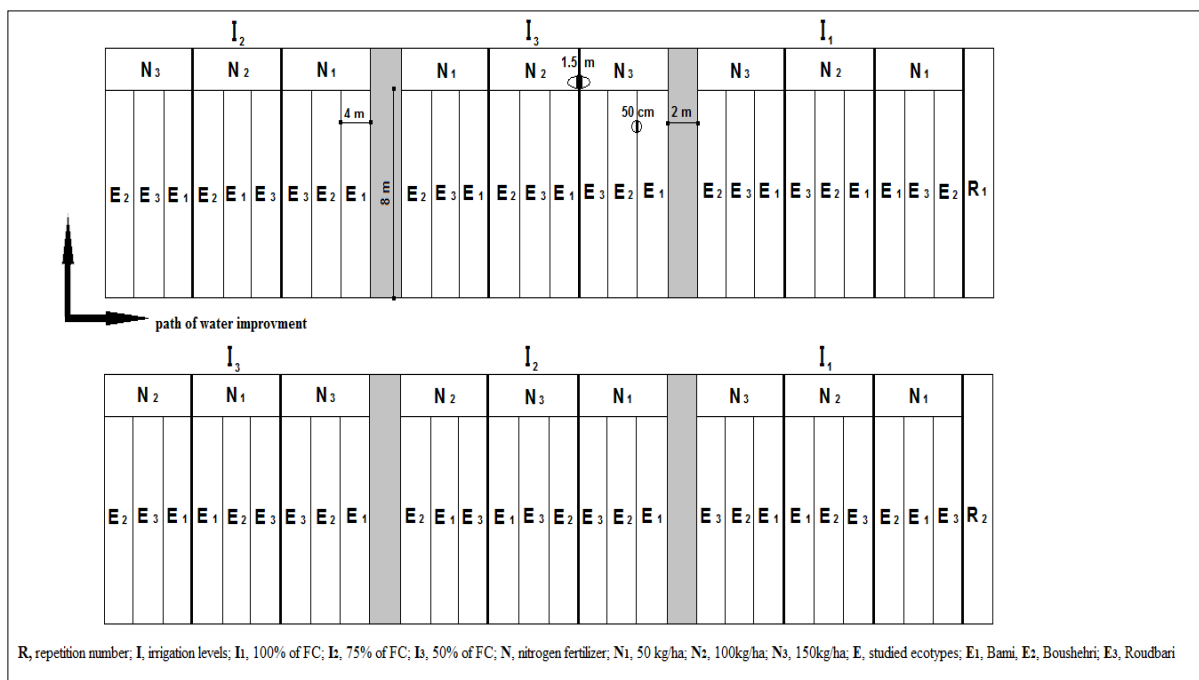 I2 I3 I1
N3 N2 N1 N1 N2 N3 N3 N2 N1
1.5 m
4 m 50 cm 2 m
8 m
E2 E3 E1 E2 E1 E3 E3 E2 E1 E2 E3 E1 E2 E3 E1 E3 E2 E1 E2 E3 E1 E3 E2 E1 E1 E3 E2 R1
path of water improvment
I3 I2 I1
N2 N1 N3 N2 N3 N1 N3 N2 N1
E2 E3 E1 E1 E2 E3 E3 E2 E1 E2 E1 E3 E1 E3 E2 E3 E2 E1 E3 E2 E1 E1 E2 E3 E2 E1 E3 R2
R, repetition number; I, irrigation levels; I1, 100% of FC; I2, 75% of FC; I3, 50% of FC; N, nitrogen fertilizer; N1, 50 kg/ha; N2, 100kg/ha; N3, 150kg/ha; E, studied ecotypes; E1, Bami, E2, Boushehri; E3, Roudbari